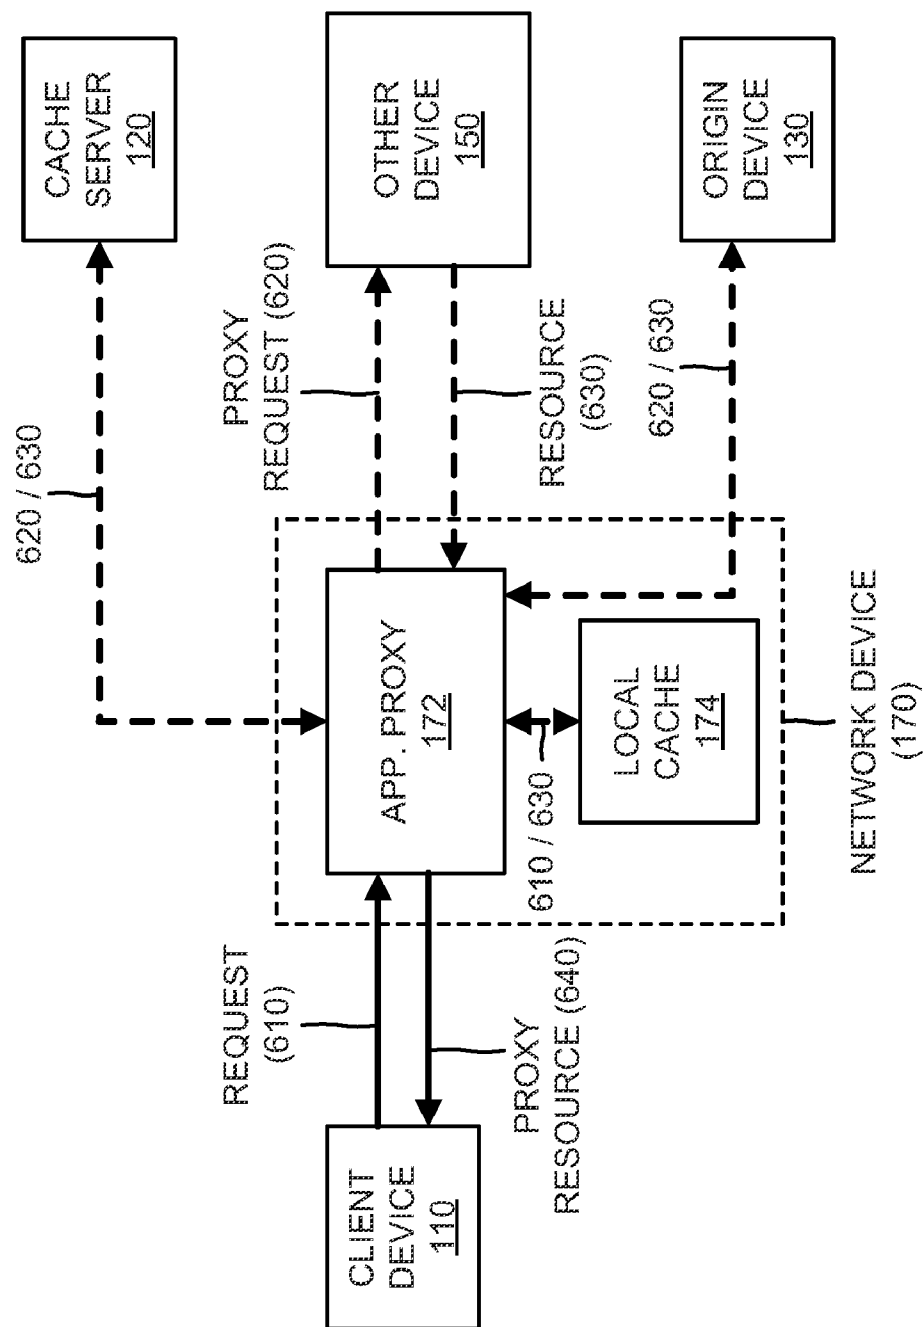 CACHE
SERVER
120
620 / 630
PROXY
REQUEST (620)
OTHER
DEVICE
150
RESOURCE
(630)
ORIGIN
DEVICE
130
620 / 630
APP. PROXY
172
610 / 630
LOCAL
CACHE
174
NETWORK DEVICE
(170)
REQUEST
(610)
PROXY
RESOURCE (640)
CLIENT
DEVICE
110